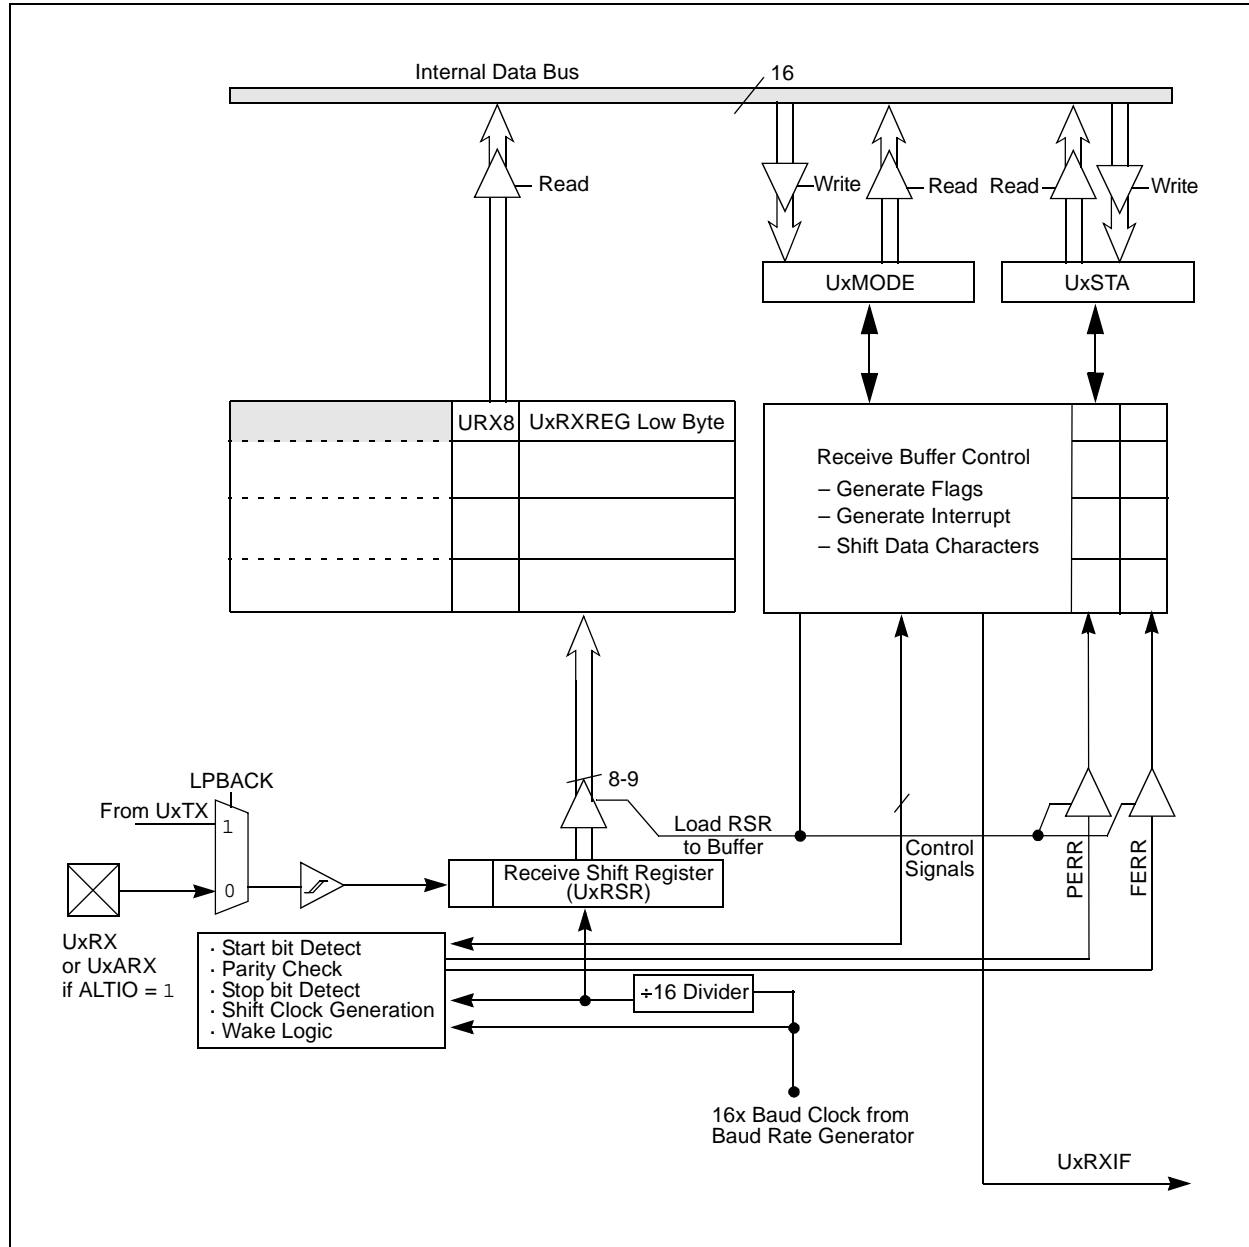 Internal Data Bus
16
Read
Write
Read
Read
Write
UxMODE
UxSTA
URX8
UxRXREG Low Byte
Receive Buffer Control
– Generate Flags
– Generate Interrupt
– Shift Data Characters
LPBACK
From UxTX
1
0
8-9
Load RSR
to Buffer
Control
Signals
PERR
FERR
Receive Shift Register
(UxRSR)
UxRX
or UxARX
if ALTIO = 1
· Start bit Detect
· Parity Check
· Stop bit Detect
· Shift Clock Generation
· Wake Logic
÷16 Divider
16x Baud Clock from
Baud Rate Generator
UxRXIF